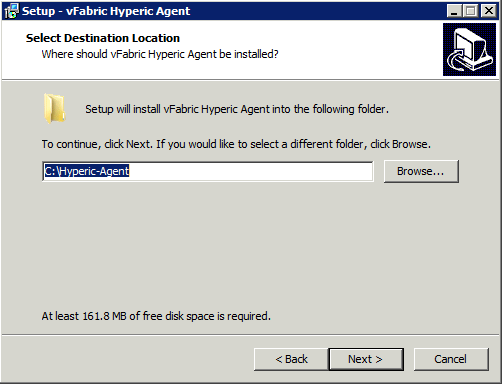 Setup - vFabric Hyperic Agent
Select Destination Location
Where should vFabric Hyperic Agent be installed?
Setup will install vFabric Hyperic Agent into the following folder.
To continue, click Next. If you would like to select a different folder, click Browse.
C:\Hyperic-Agent
Browse...
At least 161.8 MB of free disk space is required.
< Back
Next >
Cancel